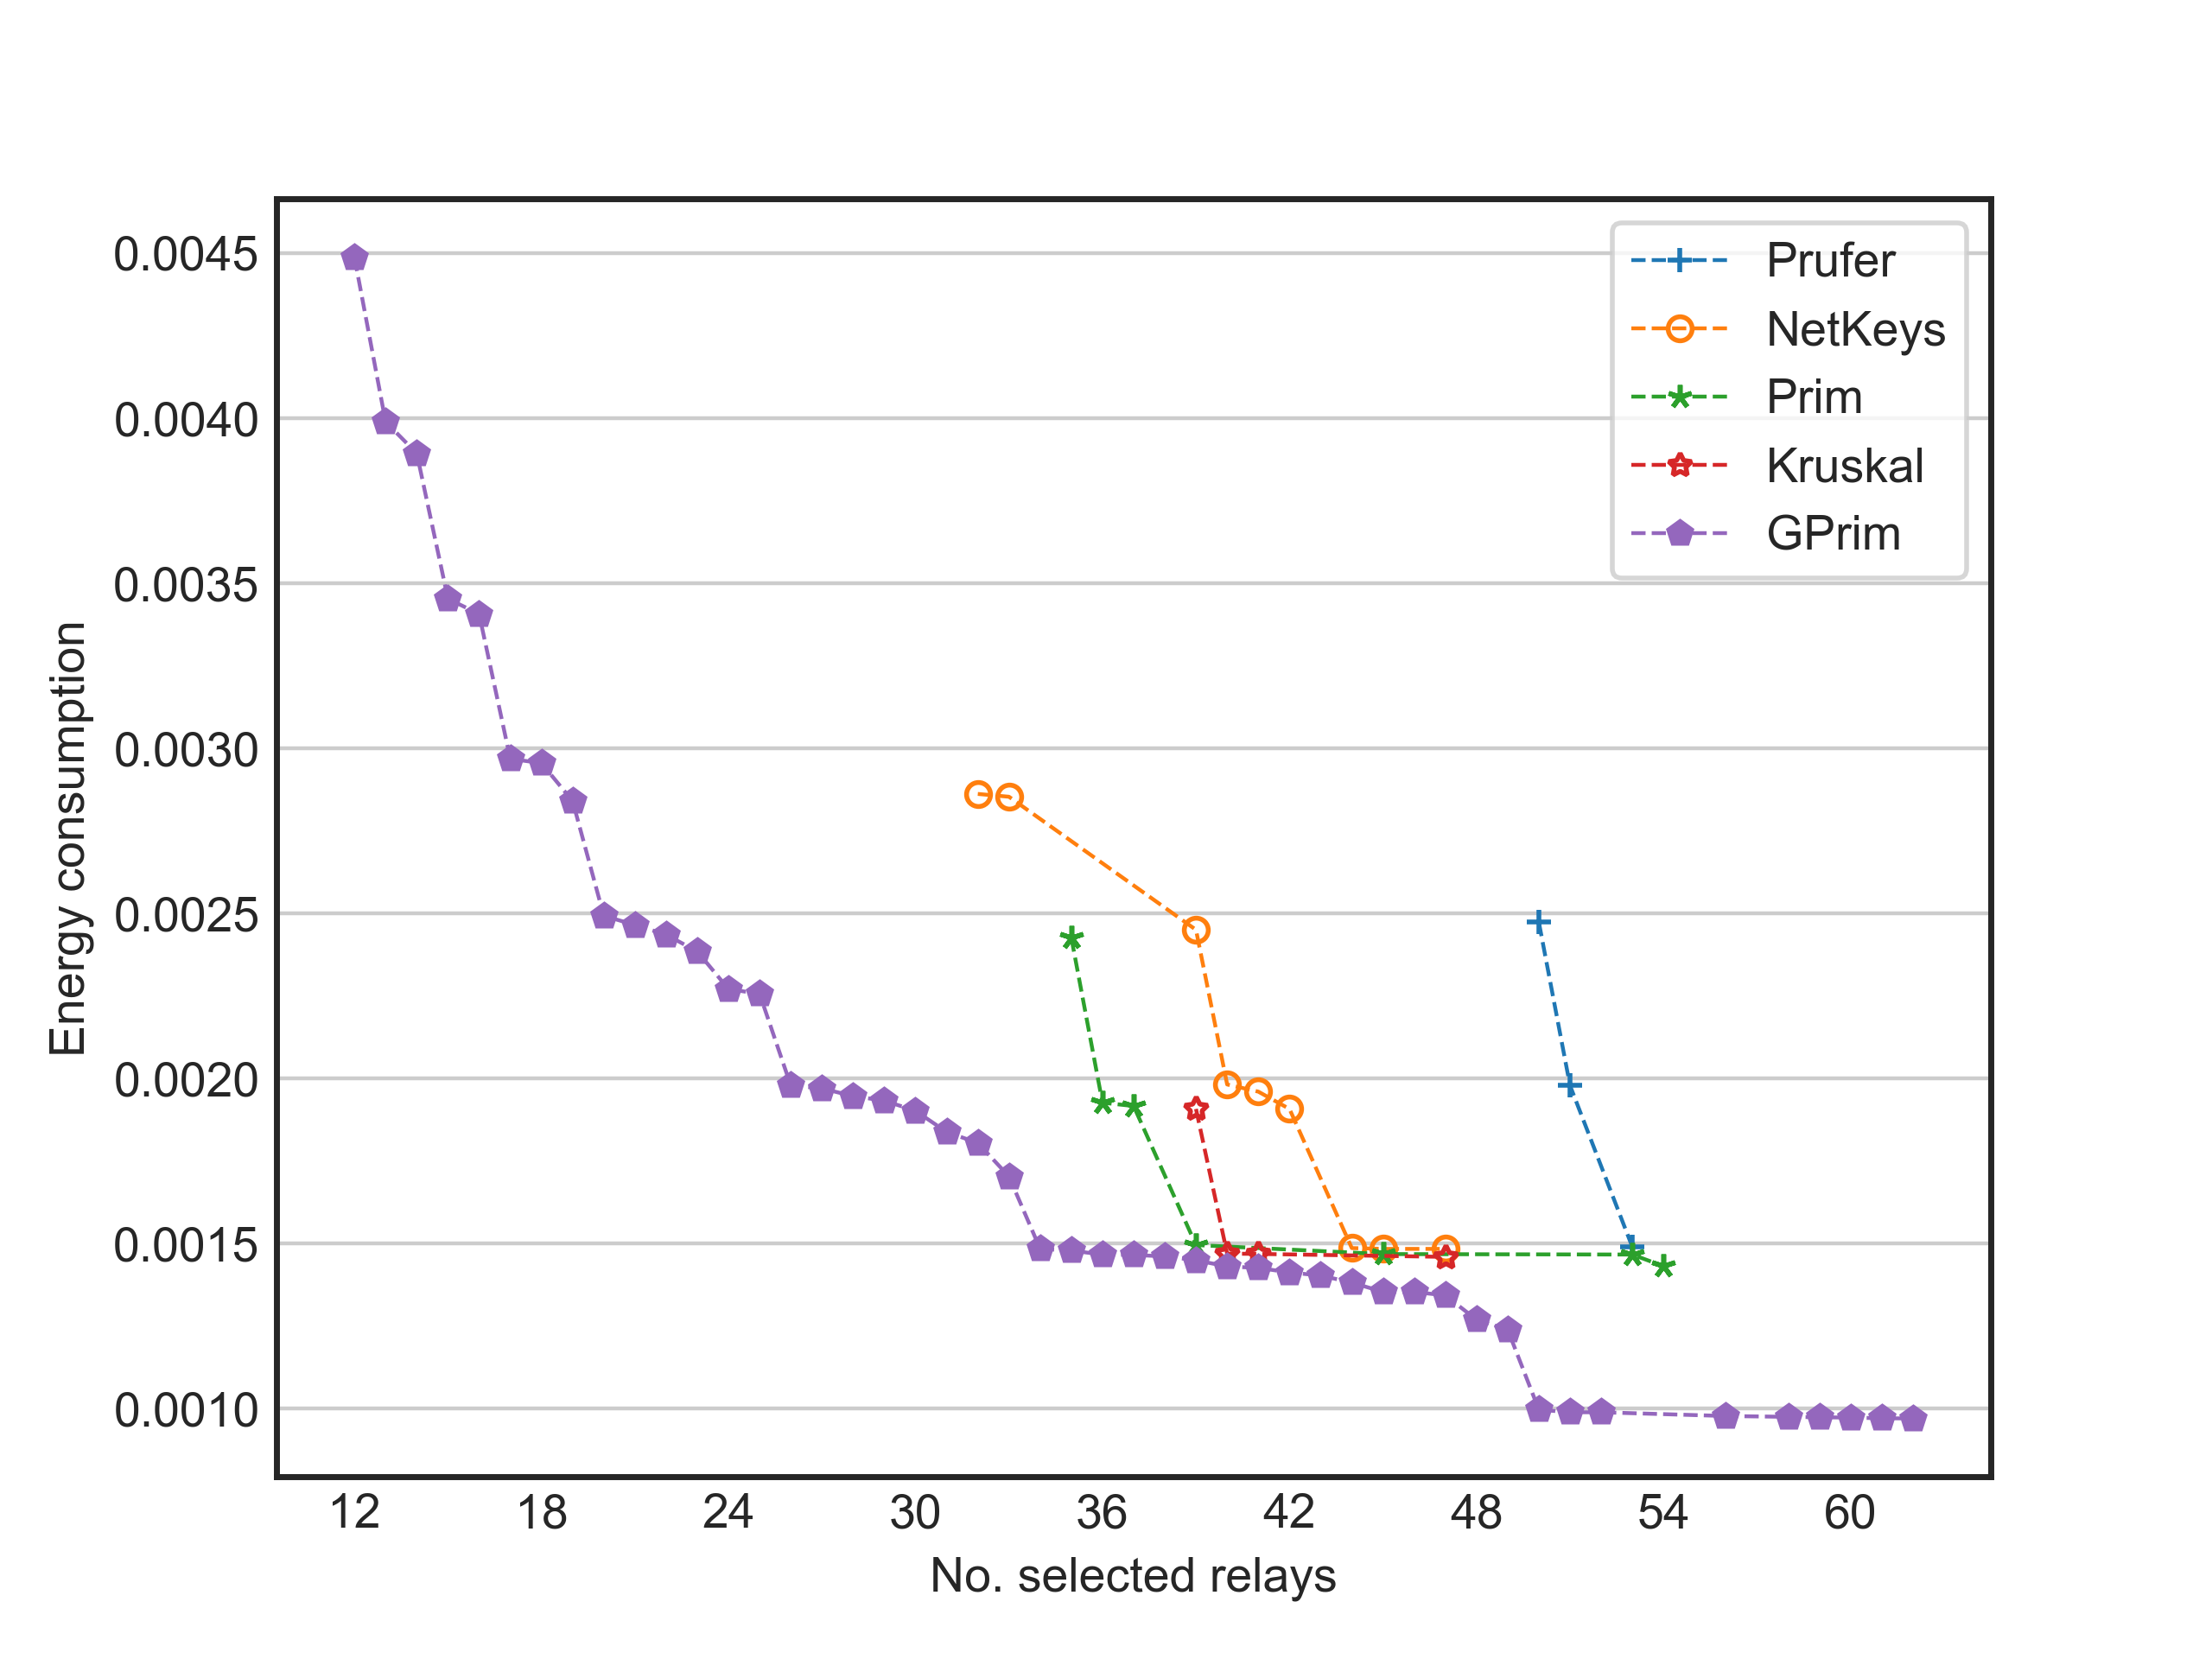 0.0045
0.0040
0.0035
0.0030
0.0025
0.0020
0.0015
0.0010
Energy consumption
12 18 24 30 36 42 48 54 60
No. selected relays
Prufer
NetKeys
Prim
Kruskal
GPrim